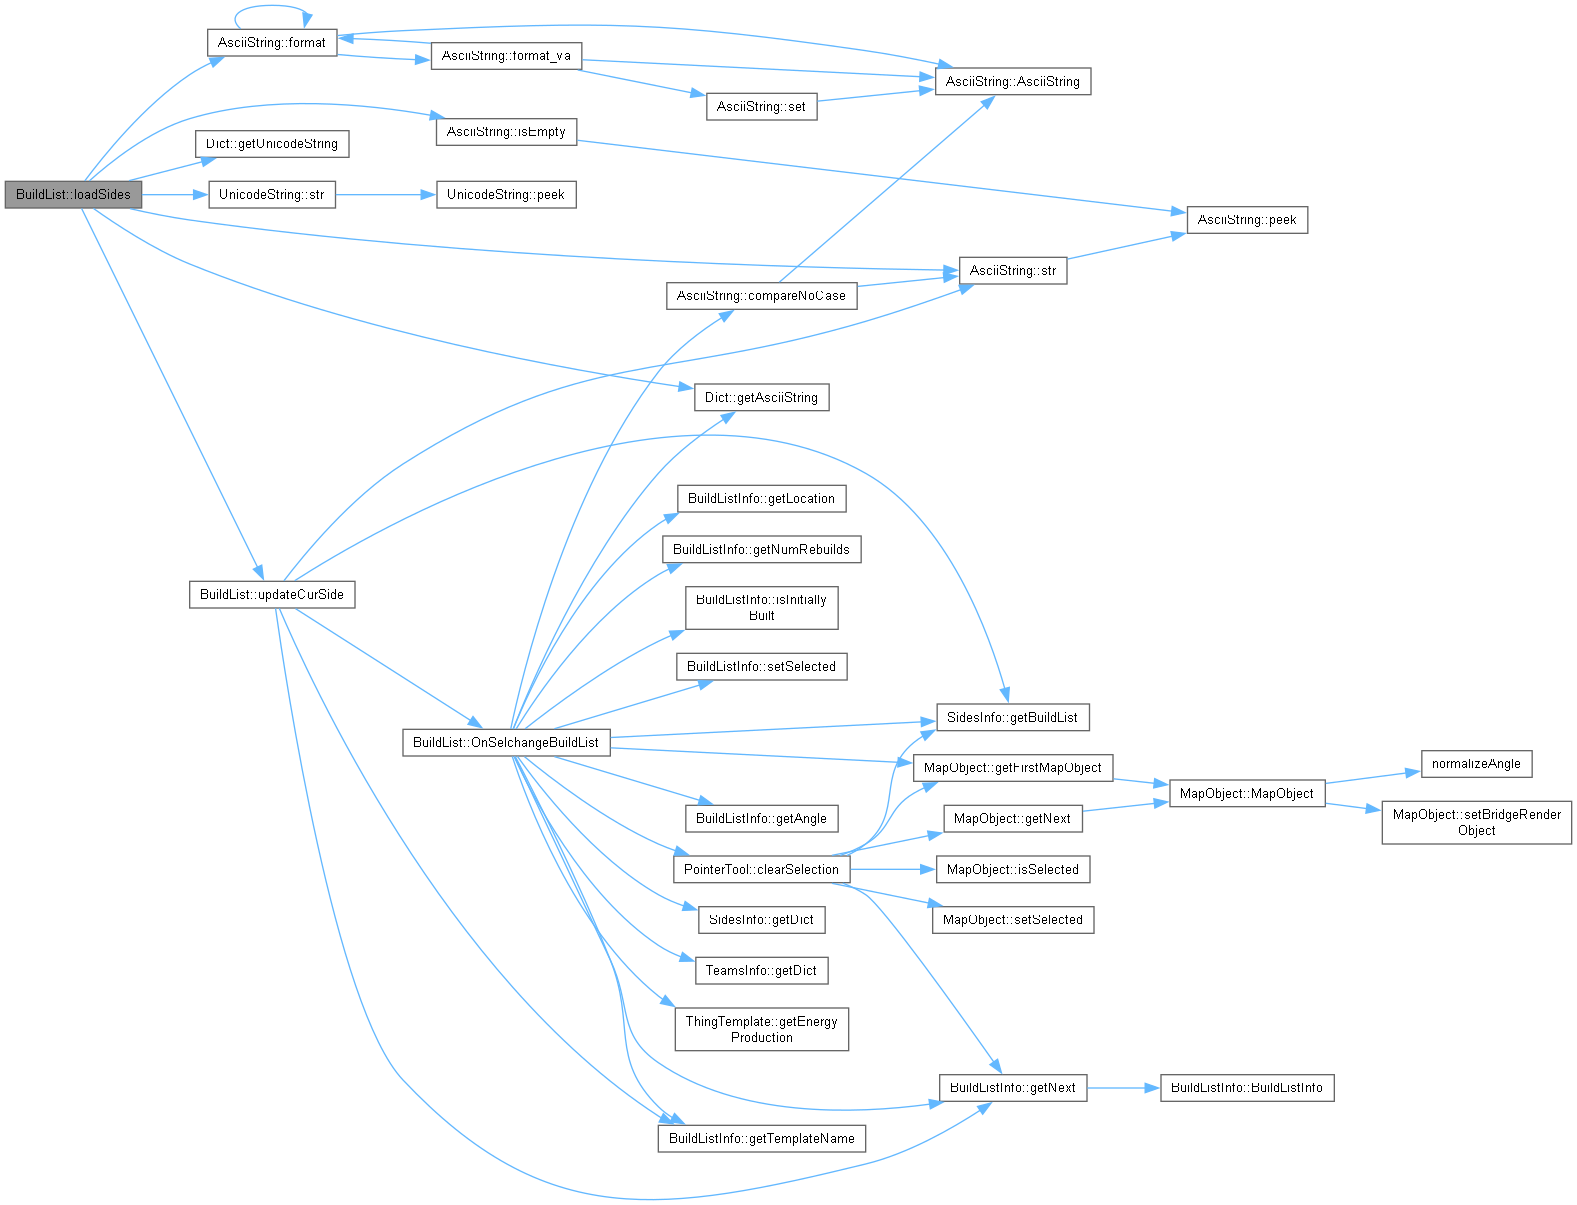 AsciiString::format
AsciiString::format_va
AsciiString::AsciiString
AsciiString::set
AsciiString::isEmpty
Dict::getUnicodeString
BuildList::loadSides
UnicodeString::str
UnicodeString::peek
AsciiString::peek
AsciiString::str
AsciiString::compareNoCase
Dict::getAsciiString
BuildListInfo::getLocation
BuildListInfo::getNumRebuilds
BuildList::updateCurSide
BuildListInfo::isInitially
Built
BuildListInfo::setSelected
SidesInfo::getBuildList
BuildList::OnSelchangeBuildList
MapObject::getFirstMapObject
normalizeAngle
MapObject::MapObject
BuildListInfo::getAngle
MapObject::getNext
MapObject::setBridgeRender
Object
PointerTool::clearSelection
MapObject::isSelected
SidesInfo::getDict
MapObject::setSelected
TeamsInfo::getDict
ThingTemplate::getEnergy
Production
BuildListInfo::getNext
BuildListInfo::BuildListInfo
BuildListInfo::getTemplateName